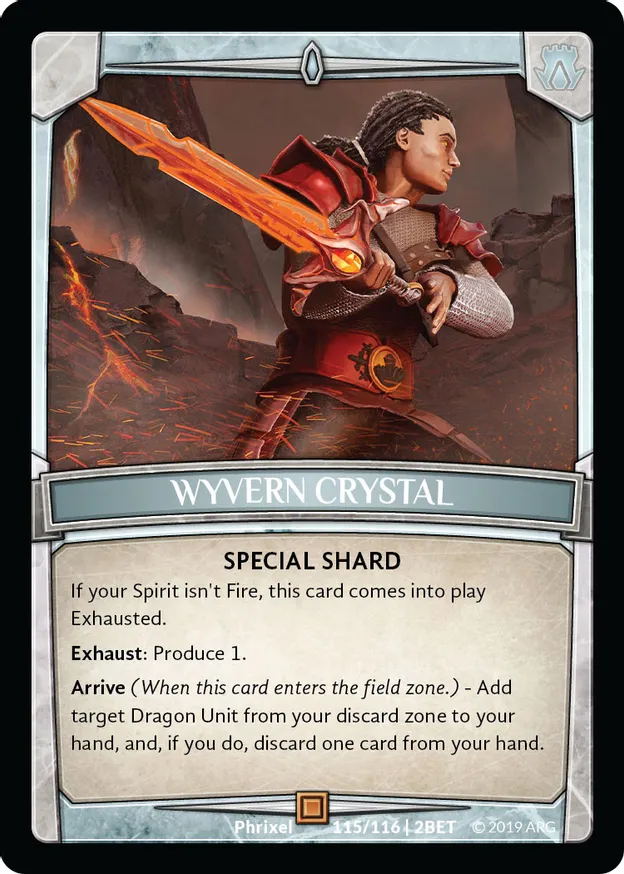 WYVERN CRYSTAL
SPECIAL SHARD
If your Spirit isn't Fire, this card comes into play
Exhausted.
Exhaust: Produce 1.
Arrive (When this card enters the field zone.) - Add
target Dragon Unit from your discard zone to your
hand, and, if you do, discard one card from your hand.
Phrixel 115/116 | 2BET © 2019 ARG